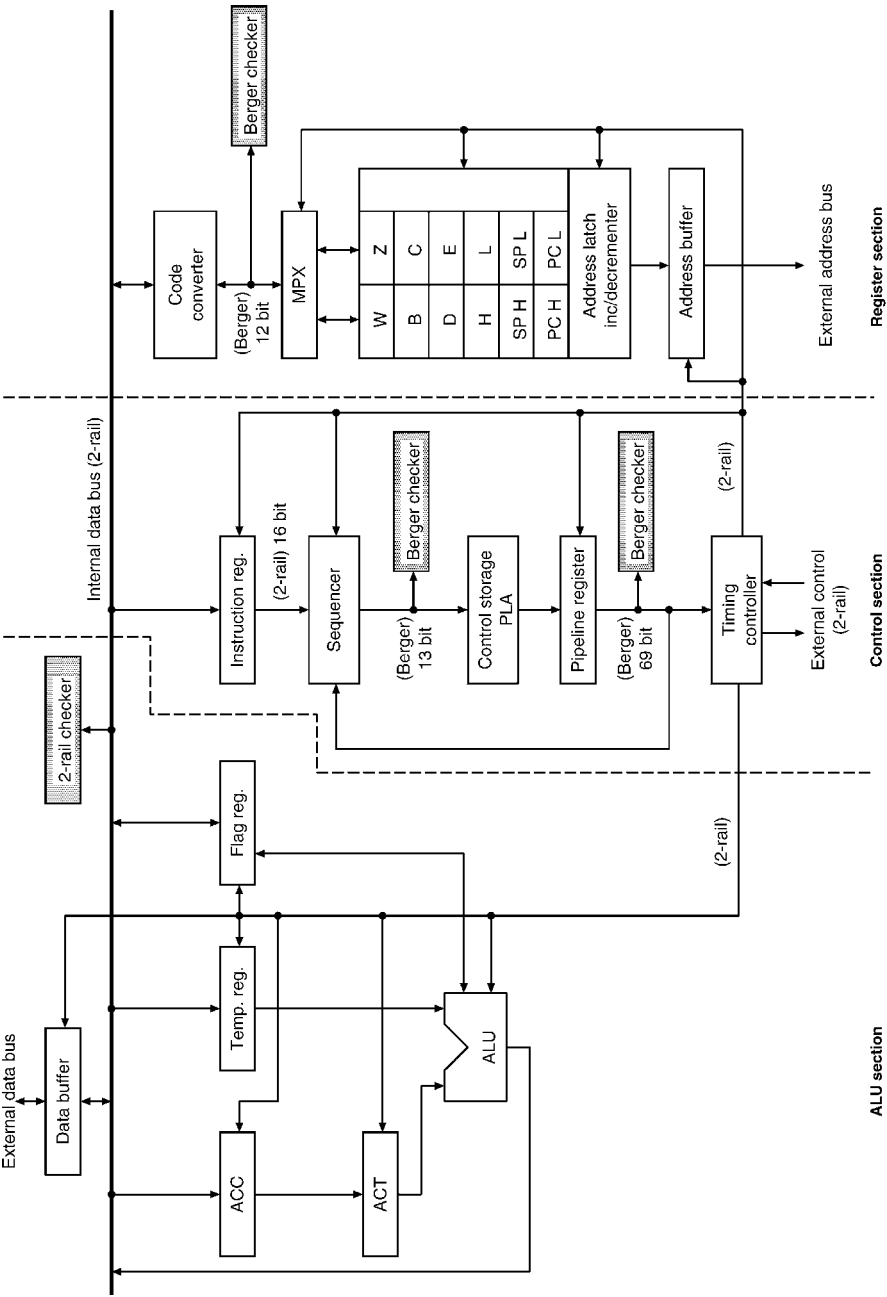 External data bus
Data buffer
2-rail checker
Internal data bus (2-rail)
ACC
Temp. reg.
Flag reg.
ACT
ALU
(2-rail)
ALU section
Instruction reg.
(2-rail) 16 bit
Sequencer
(Berger)
13 bit
Berger checker
Control storage
PLA
Pipeline register
(Berger)
69 bit
Berger checker
Timing
controller
(2-rail)
External control
(2-rail)
Control section
Code
converter
(Berger)
12 bit
Berger checker
MPX
W Z
B C
D E
H L
SP H SP L
PC H PC L
Address latch
inc/decrementer
Address buffer
External address bus
Register section